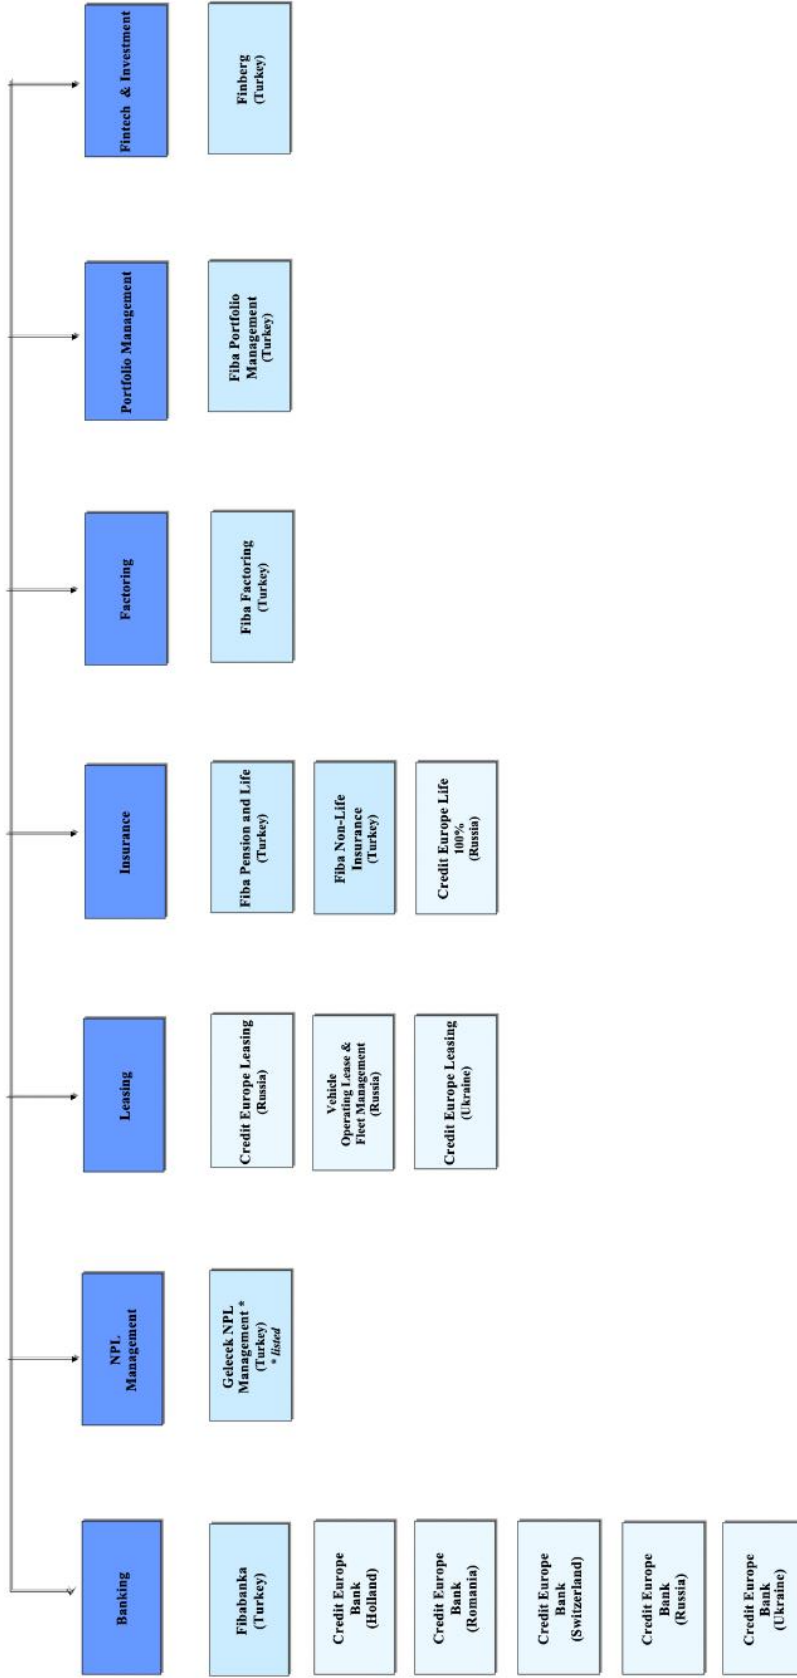 Banking
NPL
Management
Leasing
Insurance
Factoring
Portfolio Management
Fintech & Investment
Fibabanka
(Turkey)
Credit Europe
Bank
(Holland)
Credit Europe
Bank
(Romania)
Credit Europe
Bank
(Switzerland)
Credit Europe
Bank
(Russia)
Credit Europe
Bank
(Ukraine)
Gelecek NPL
Management *
(Turkey)
* listed
Credit Europe Leasing
(Russia)
Vehicle
Operating Lease &
Fleet Management
(Russia)
Credit Europe Leasing
(Ukraine)
Fiba Pension and Life
(Turkey)
Fiba Non-Life
Insurance
(Turkey)
Credit Europe Life
100%
(Russia)
Fiba Factoring
(Turkey)
Fiba Portfolio
Management
(Turkey)
Finberg
(Turkey)